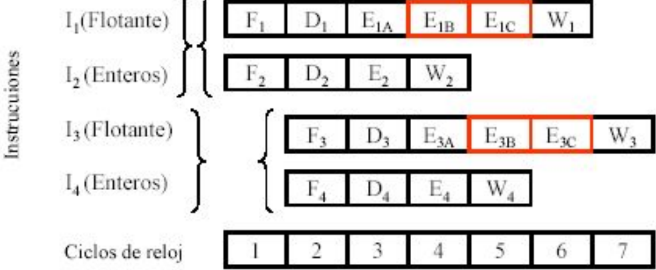 Instrucuiones
I₁(Flotante) F₁ D₁ E₁A E₁B E₁C W₁
I₂(Enteros) F₂ D₂ E₂ W₂
I₃(Flotante) F₃ D₃ E₃A E₃B E₃C W₃
I₄(Enteros) F₄ D₄ E₄ W₄
Ciclos de reloj 1 2 3 4 5 6 7